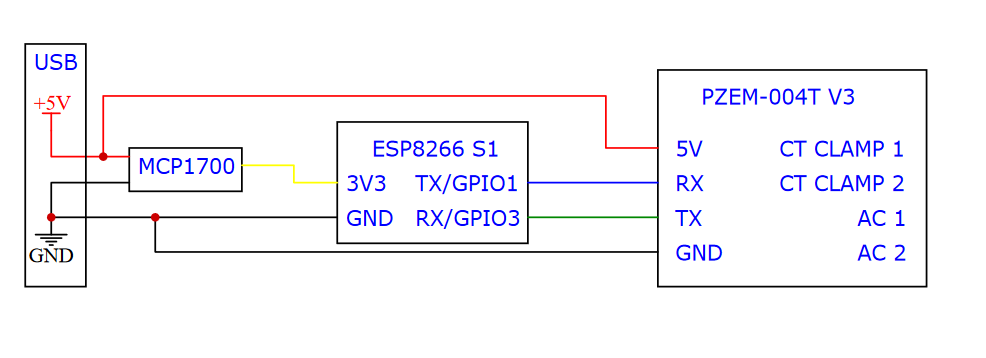 USB
+5V
GND
MCP1700
ESP8266 S1
3V3 TX/GPIO1
GND RX/GPIO3
PZEM-004T V3
5V CT CLAMP 1
RX CT CLAMP 2
TX AC 1
GND AC 2